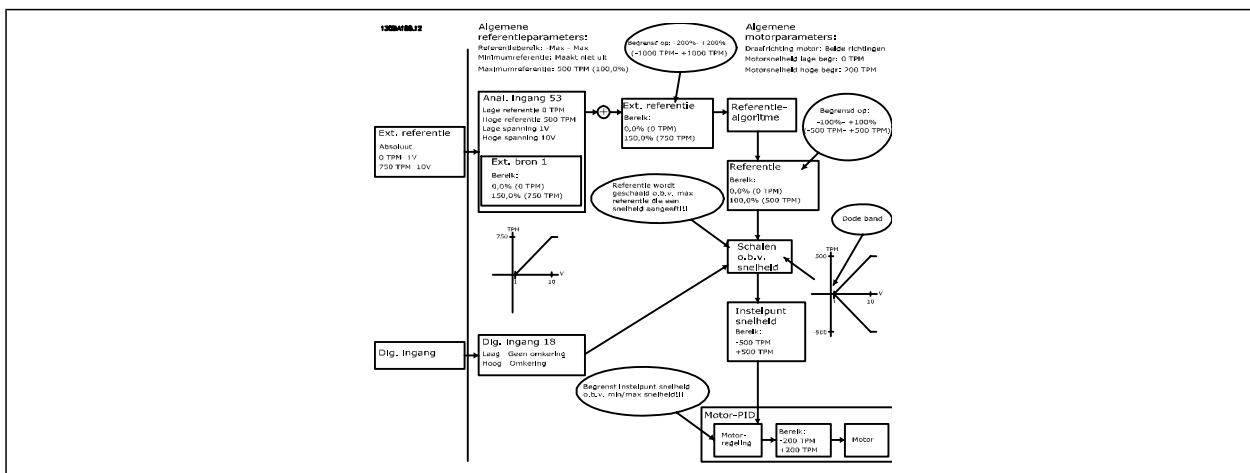 Algemene
referentieparameters:
Referentiebereik: -Max - Max
Minimumreferentie: Maakt niet uit
Maximumreferentie: 500 TPM (100,0%)
Begrensd op: -200%- +200%
(-1000 TPM- +1000 TPM)
Algemene
motorparameters:
Draairichting motor: Beide richtingen
Motorsnelheid lage begr: 0 TPM
Motorsnelheid hoge begr: 200 TPM
Ext. referentie
Absoluut
0 TPM 1V
750 TPM 10V
Anal. Ingang 53
Lage referentie 0 TPM
Hoge referentie 500 TPM
Lage spanning 1V
Hoge spanning 10V
Ext. bron 1
Bereik:
0,0% (0 TPM)
150,0% (750 TPM)
+
Ext. referentie
Bereik:
0,0% (0 TPM)
150,0% (750 TPM)
Referentie-
algoritme
Begrensd op:
-100%- +100%
(-500 TPM- +500 TPM)
Referentie
Bereik:
0,0% (0 TPM)
100,0% (500 TPM)
Referentie wordt
geschaald o.b.v. max
referentie die een
snelheid aangeeft!!!
Dode band
TPM
750
V
1
10
Schalen
o.b.v.
snelheid
TPM
500
V
1
10
-500
Instelpunt
snelheid
Bereik:
-500 TPM
+500 TPM
Dig. Ingang
Dig. Ingang 18
Laag Geen omkering
Hoog Omkering
Begrenst Instelpunt snelheid
o.b.v. min/max snelheid!!!
Motor-PID
Motor-
regeling
Bereik:
-200 TPM
+200 TPM
Motor